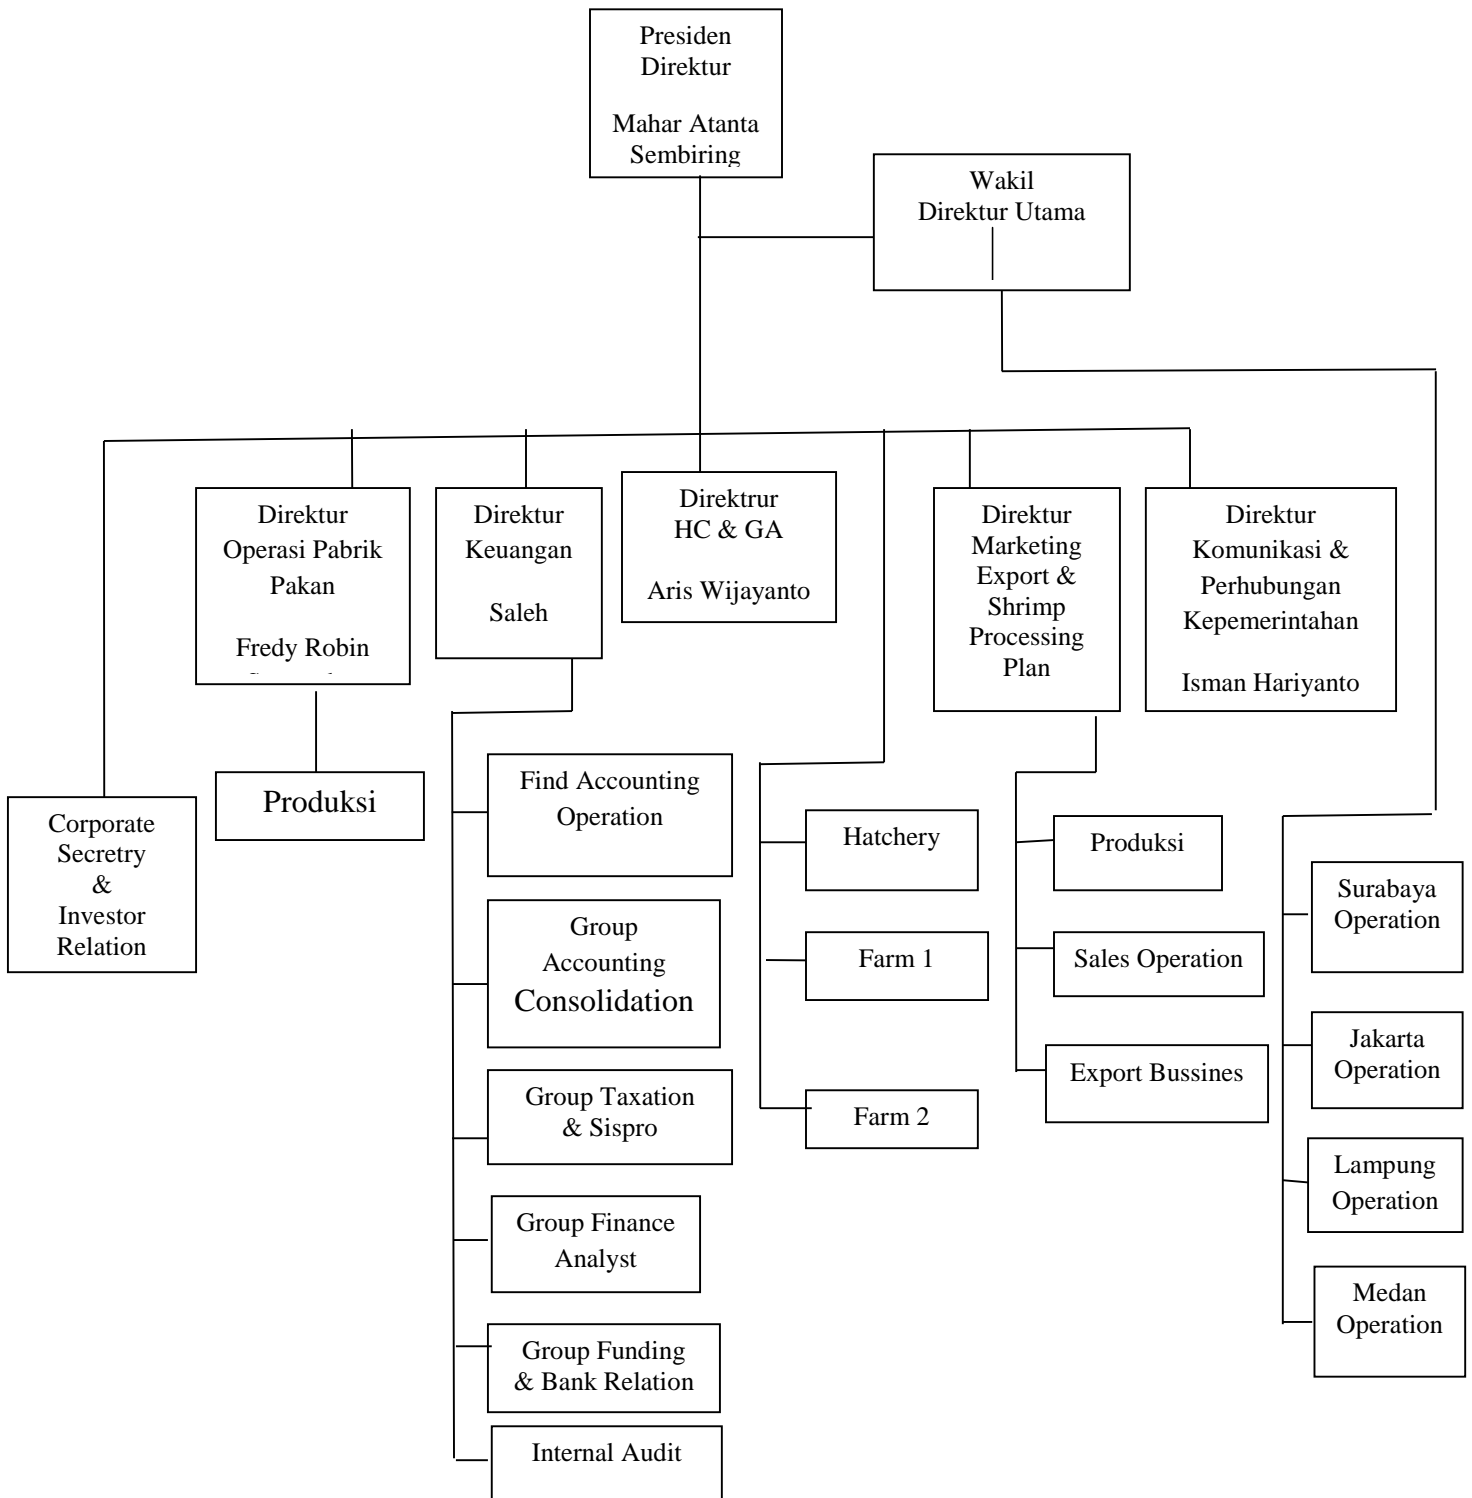 Presiden
Direktur
Mahar Atanta
Sembiring
Wakil
Direktur Utama
Direktur
Operasi Pabrik
Pakan
Fredy Robin
Direktur
Keuangan
Saleh
Direktrur
HC & GA
Aris Wijayanto
Direktur
Marketing
Export &
Shrimp
Processing
Plan
Direktur
Komunikasi &
Perhubungan
Kepemerintahan
Isman Hariyanto
Corporate
Secretry
&
Investor
Relation
Produksi
Find Accounting
Operation
Group
Accounting
Consolidation
Group Taxation
& Sispro
Group Finance
Analyst
Group Funding
& Bank Relation
Internal Audit
Hatchery
Farm 1
Farm 2
Produksi
Sales Operation
Export Bussines
Surabaya
Operation
Jakarta
Operation
Lampung
Operation
Medan
Operation